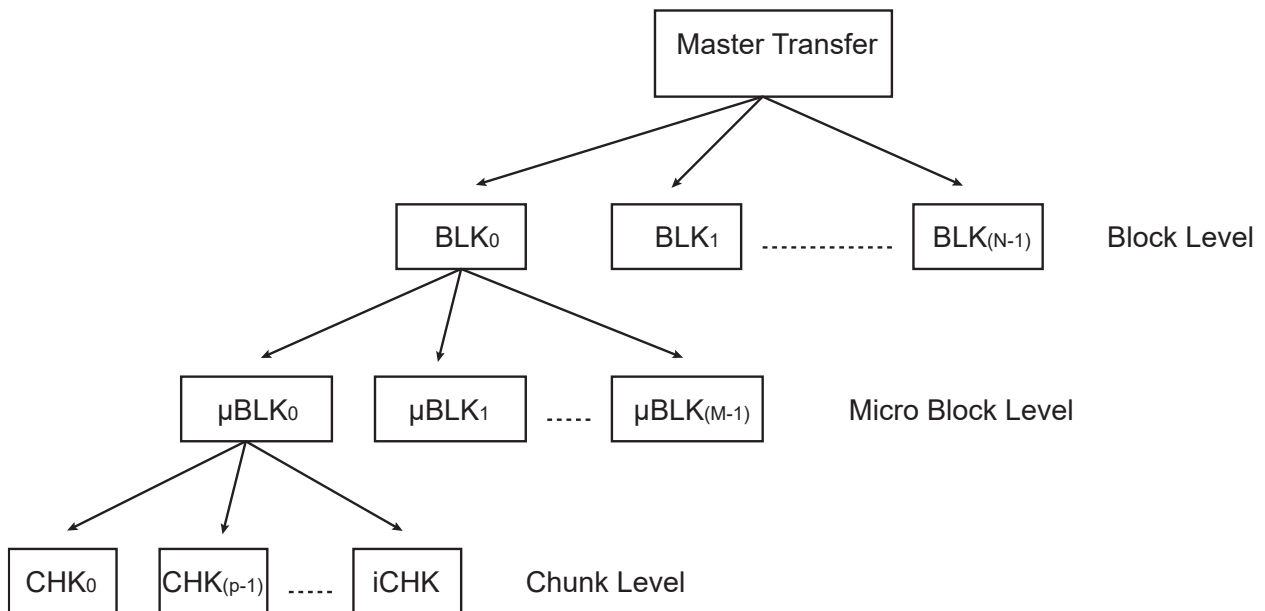 Master Transfer
BLK0 BLK1 BLK(N-1) Block Level
µBLK0 µBLK1 µBLK(M-1) Micro Block Level
CHK0 CHK(p-1) iCHK Chunk Level